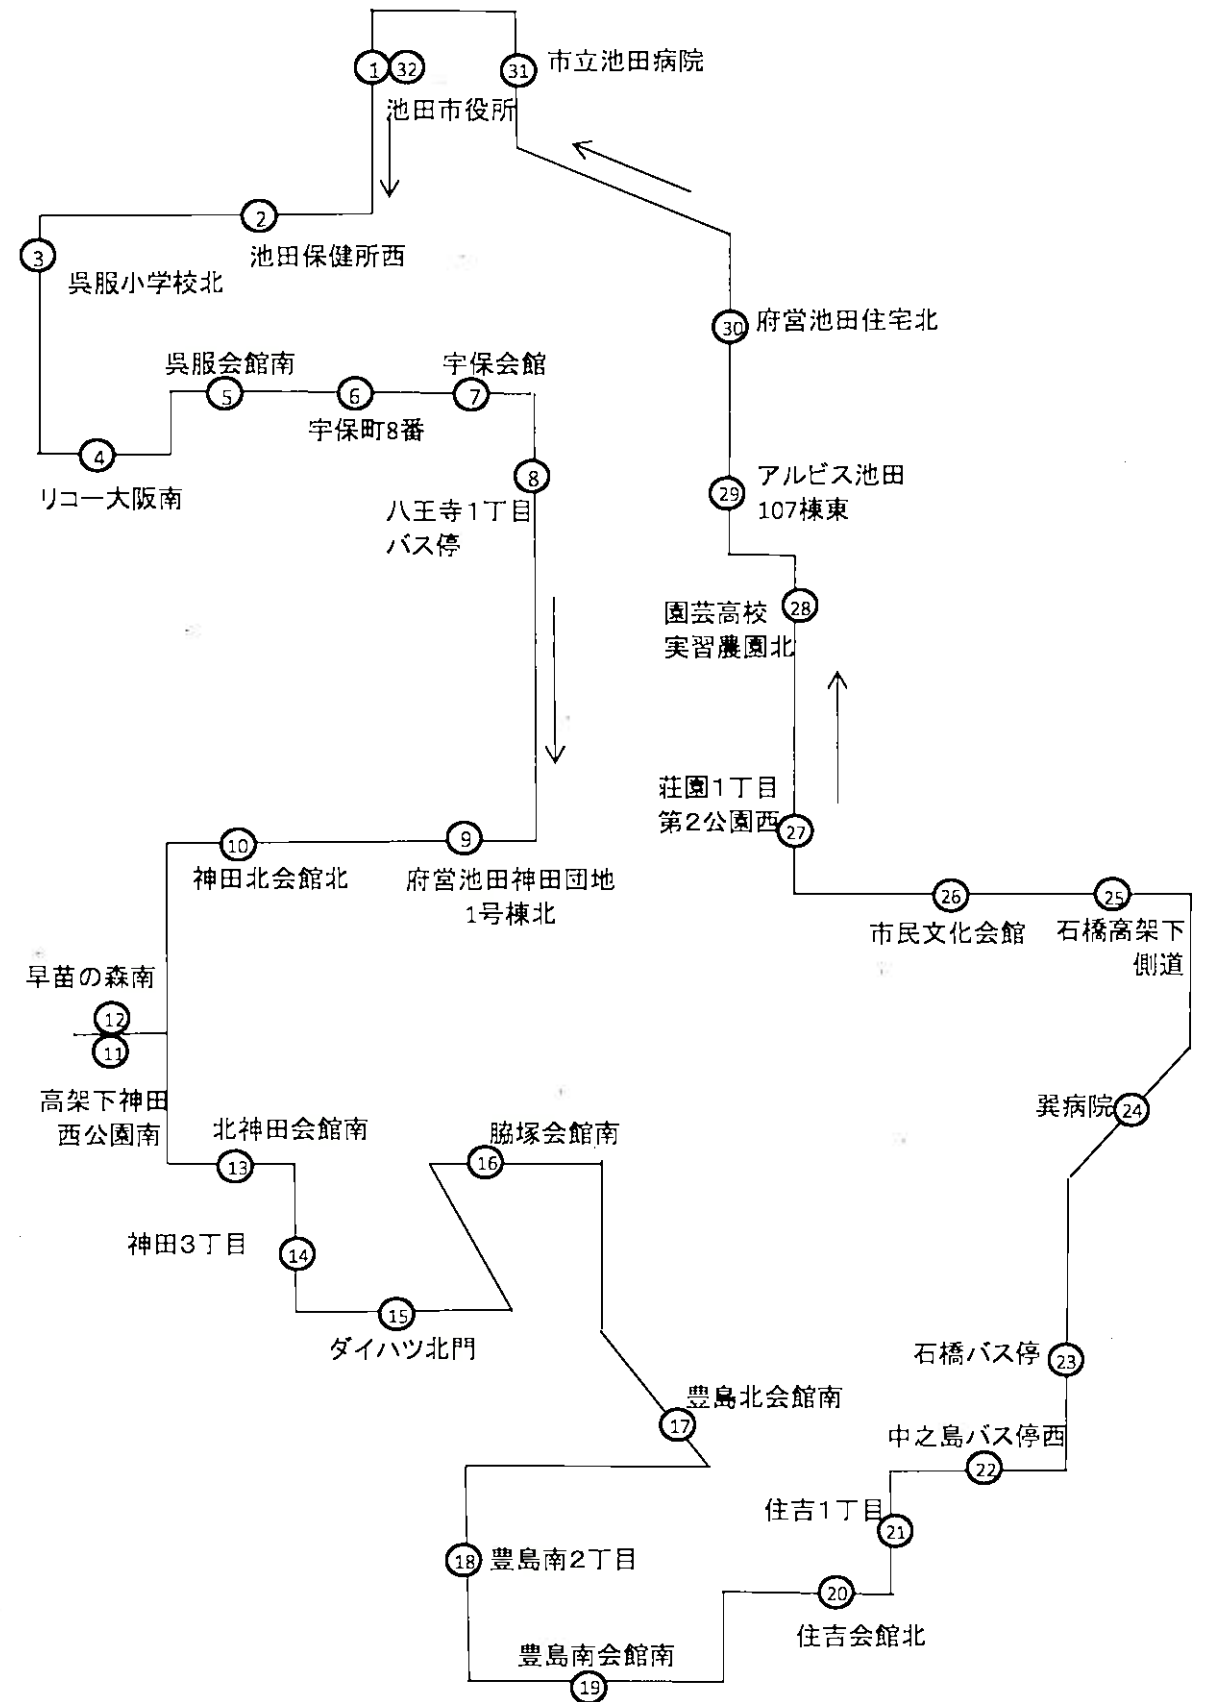 1
32
池田市役所
31
市立池田病院
2
池田保健所西
3
呉服小学校北
30
府営池田住宅北
呉服会館南
5
6
宇保町8番
宇保会館
7
4
リコー大阪南
8
八王寺1丁目
バス停
29
アルビス池田
107棟東
28
園芸高校
実習農園北
荘園1丁目
第2公園西
27
10
神田北会館北
9
府営池田神田団地
1号棟北
26
市民文化会館
25
石橋高架下
側道
早苗の森南
12
11
高架下神田
西公園南
巽病院
24
北神田会館南
13
脇塚会館南
16
神田3丁目
14
15
ダイハツ北門
石橋バス停
23
豊島北会館南
17
中之島バス停西
22
住吉1丁目
21
18
豊島南2丁目
20
住吉会館北
豊島南会館南
19